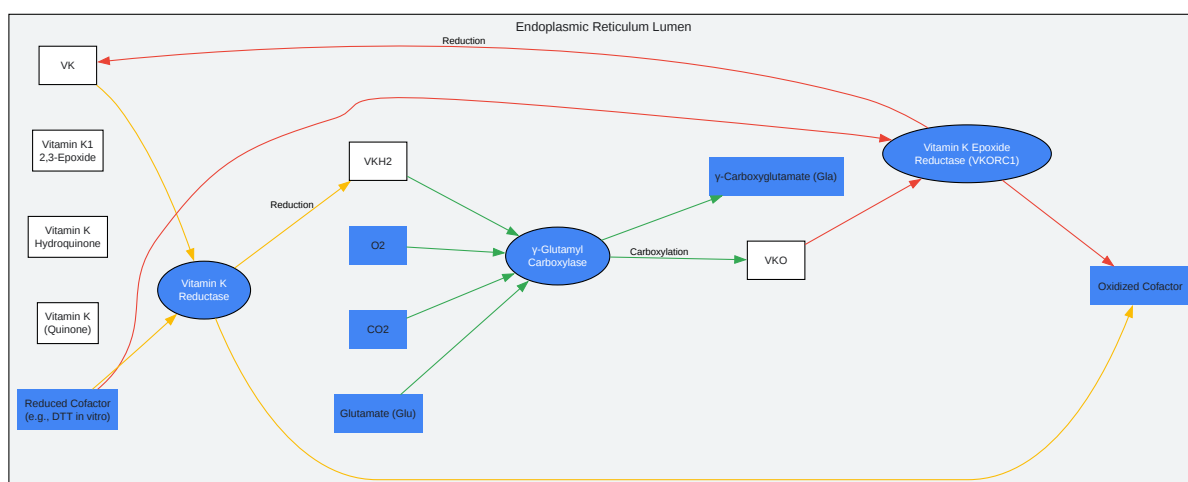 Endoplasmic Reticulum Lumen
Reduction
VK
Vitamin K1
2,3-Epoxide
Vitamin K
Hydroquinone
Vitamin K
(Quinone)
Reduced Cofactor
(e.g., DTT in vitro)
Vitamin K
Reductase
Reduction
VKH2
O2
CO2
Glutamate (Glu)
γ-Glutamyl
Carboxylase
Carboxylation
γ-Carboxyglutamate (Gla)
VKO
Vitamin K Epoxide
Reductase (VKORC1)
Oxidized Cofactor